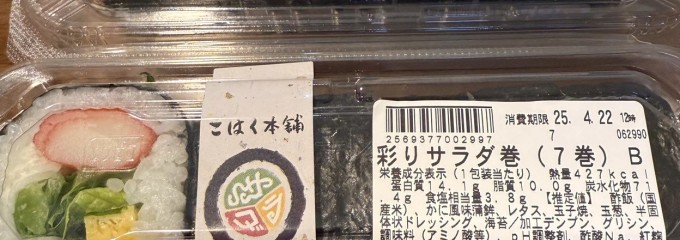 こはく本舗
2569377002997
消費期限 25. 4.22 12時
7 062990
彩りサラダ巻(7巻)B
栄養成分表示(1包装当たり) 熱量427kcal
蛋白質14.1g 脂質10.0g 炭水化物71.
4g 食塩相当量3.8g【推定値】 酢飯(国
産米)、かに風味蒲鉾、レタス、玉子焼、玉葱、半固
体状ドレッシング、海苔/加工デンプン、グリシン、
調味料(アミノ酸等)、pH調整剤、酢酸Na、紅麹